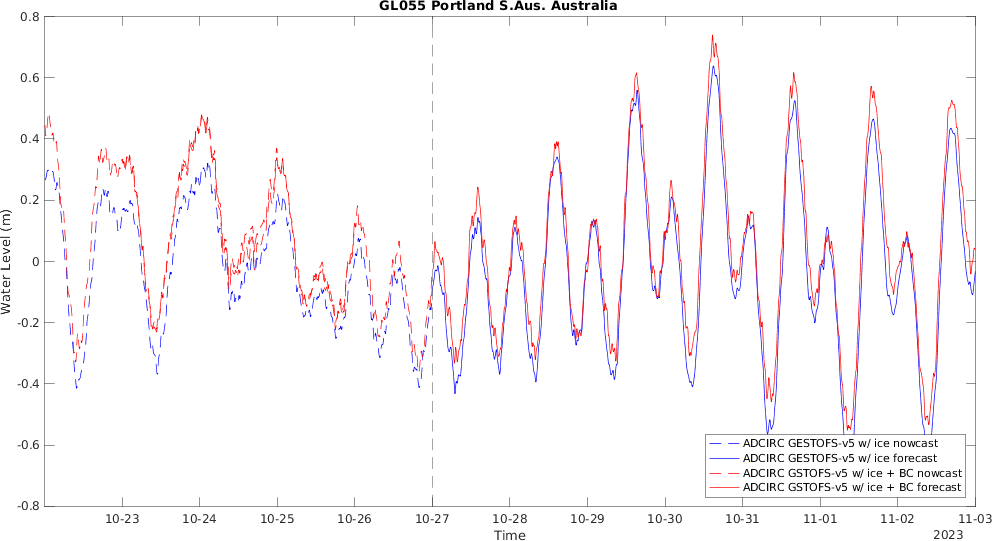 GL055 Portland S.Aus. Australia
0.8
0.6
0.4
0.2
0
-0.2
-0.4
-0.6
-0.8
Water Level (m)
10-23 10-24 10-25 10-26 10-27 10-28 10-29 10-30 10-31 11-01 11-02 11-03
Time
2023
ADCIRC GESTOFS-v5 w/ ice nowcast
ADCIRC GESTOFS-v5 w/ ice forecast
ADCIRC GSTOFS-v5 w/ ice + BC nowcast
ADCIRC GSTOFS-v5 w/ ice + BC forecast